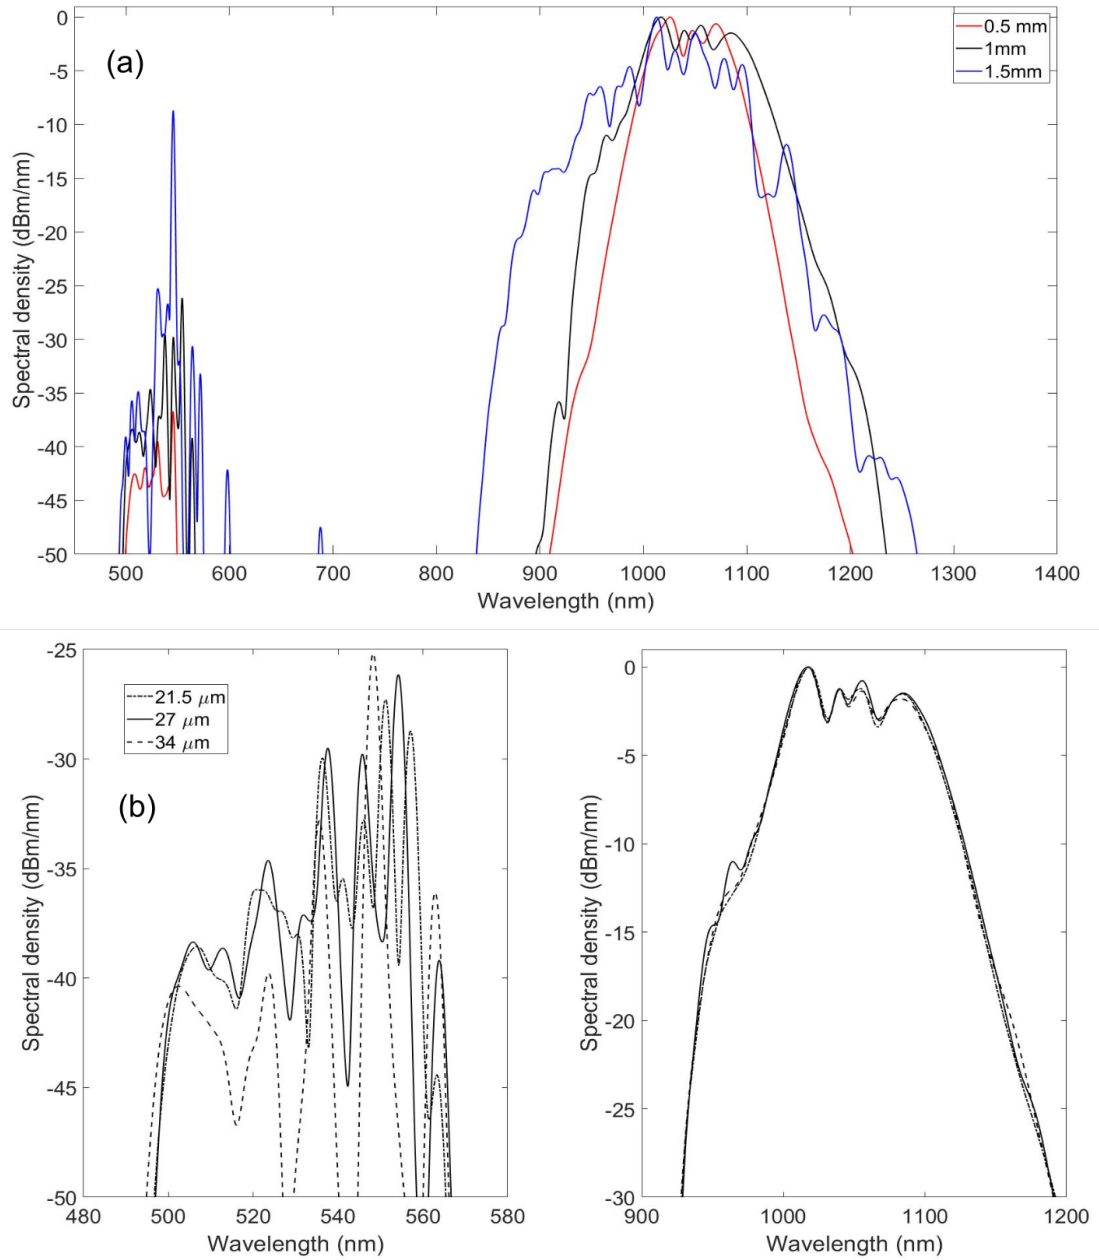 (a)
0.5 mm
1mm
1.5mm
Spectral density (dBm/nm)
0
-5
-10
-15
-20
-25
-30
-35
-40
-45
-50
500 600 700 800 900 1000 1100 1200 1300 1400
Wavelength (nm)
(b)
21.5 μm
27 μm
34 μm
Spectral density (dBm/nm)
-25
-30
-35
-40
-45
-50
480 500 520 540 560 580
Wavelength (nm)
Spectral density (dBm/nm)
0
-5
-10
-15
-20
-25
-30
900 1000 1100 1200
Wavelength (nm)